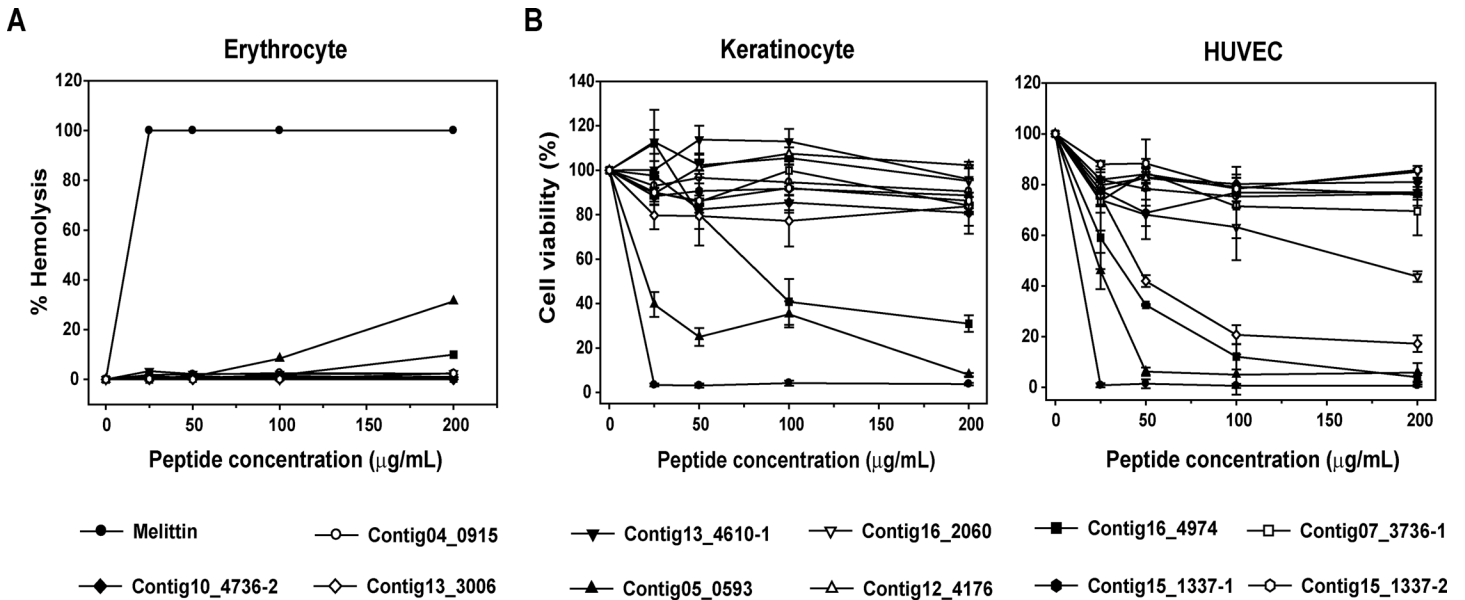 A
B
Erythrocyte
Keratinocyte
HUVEC
% Hemolysis
120
100
80
60
40
20
0
0 50 100 150 200
Peptide concentration (μg/mL)
Cell viability (%)
140
120
100
80
60
40
20
0
0 50 100 150 200
Peptide concentration (μg/mL)
120
100
80
60
40
20
0
0 50 100 150 200
Peptide concentration (μg/mL)
Melittin
Contig04_0915
Contig13_4610-1
Contig16_2060
Contig16_4974
Contig07_3736-1
Contig10_4736-2
Contig13_3006
Contig05_0593
Contig12_4176
Contig15_1337-1
Contig15_1337-2